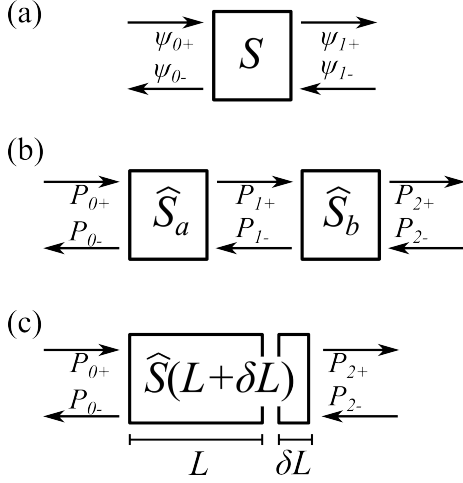 (a)
ψ0+ S ψ1+
ψ0- ψ1-
(b)
P0+ Ŝa P1+ Ŝb P2+
P0- P1- P2-
(c)
P0+ Ŝ(L+δL) P2+
P0- P2-
L δL